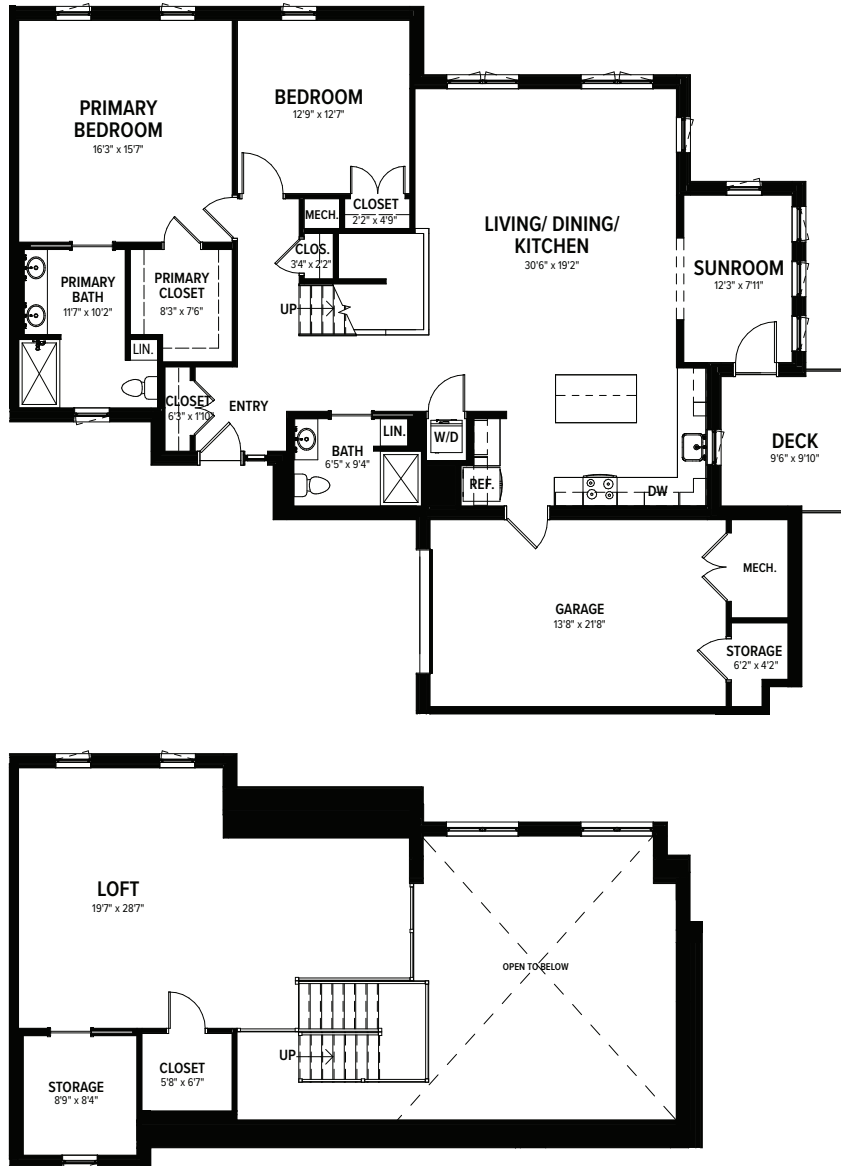 PRIMARY
BEDROOM
16'3" x 15'7"
BEDROOM
12'9" x 12'7"
MECH.
CLOSET
2'2" x 4'9"
CLOS.
3'4" x 2'2"
LIVING/ DINING/
KITCHEN
30'6" x 19'2"
SUNROOM
12'3" x 7'11"
PRIMARY
BATH
11'7" x 10'2"
PRIMARY
CLOSET
8'3" x 7'6"
UP
LIN.
CLOSET
6'3" x 1'10"
ENTRY
BATH
6'5" x 9'4"
LIN.
W/D
REF.
DW
DECK
9'6" x 9'10"
GARAGE
13'8" x 21'8"
MECH.
STORAGE
6'2" x 4'2"
LOFT
19'7" x 28'7"
OPEN TO BELOW
UP
STORAGE
8'9" x 8'4"
CLOSET
5'8" x 6'7"